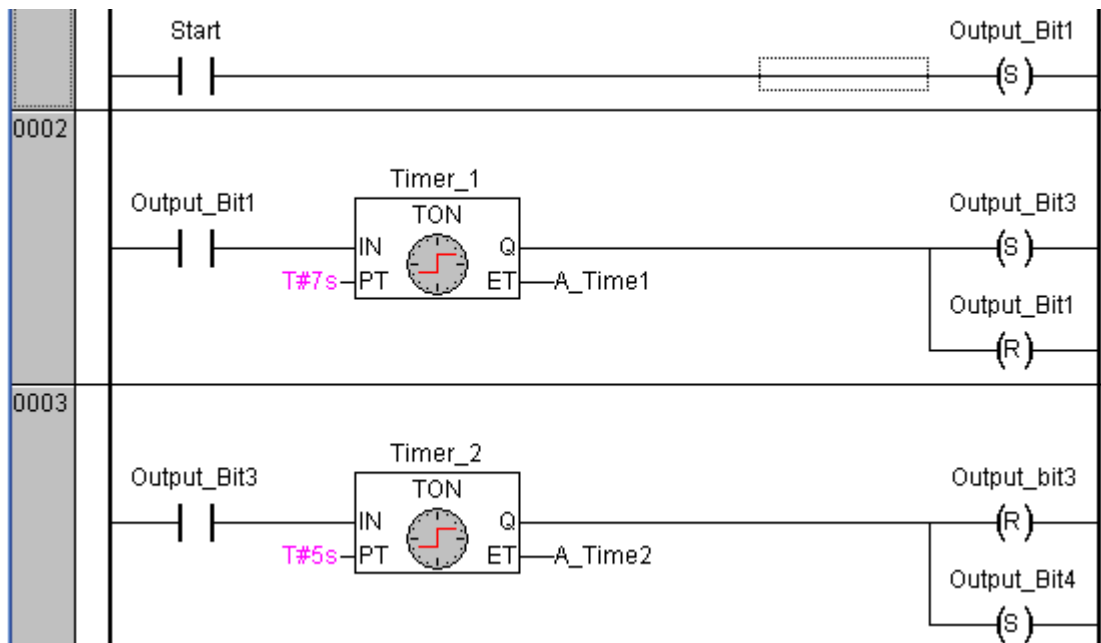 Start Output_Bit1
S
0002
Timer_1
Output_Bit1 TON Output_Bit3
IN Q S
T#7s PT ET A_Time1
Output_Bit1
R
0003
Timer_2
Output_Bit3 TON Output_bit3
IN Q R
T#5s PT ET A_Time2
Output_Bit4
S